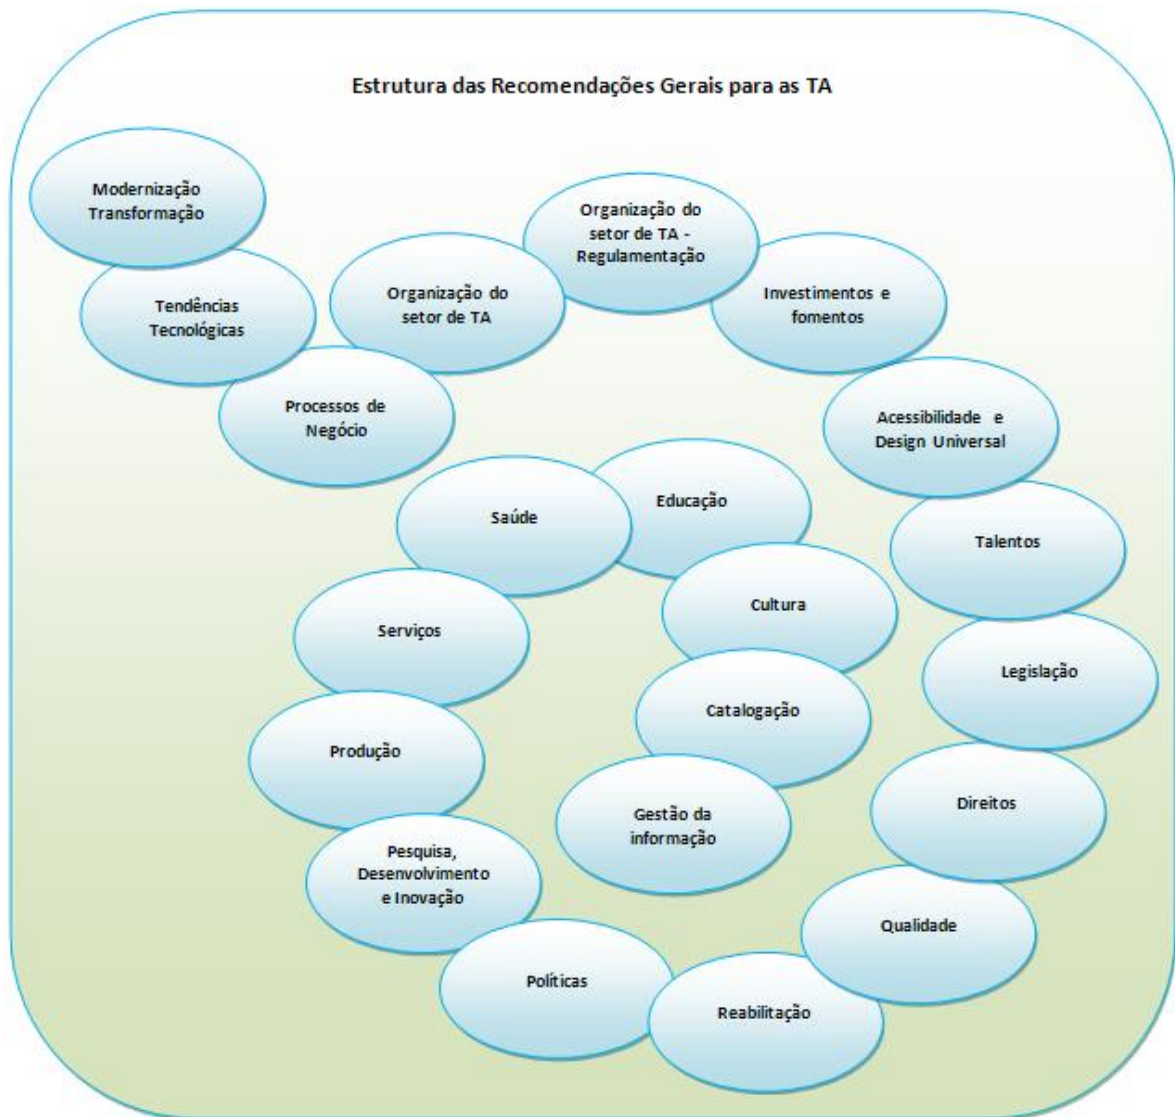 Estrutura das Recomendações Gerais para as TA
Modernização
Transformação
Tendências
Tecnológicas
Processos de
Negócio
Organização do
setor de TA
Organização do
setor de TA -
Regulamentação
Investimentos e
fomentos
Acessibilidade e
Design Universal
Talentos
Legislação
Direitos
Qualidade
Reabilitação
Políticas
Pesquisa,
Desenvolvimento
e Inovação
Produção
Serviços
Saúde
Educação
Cultura
Catalogação
Gestão da
informação